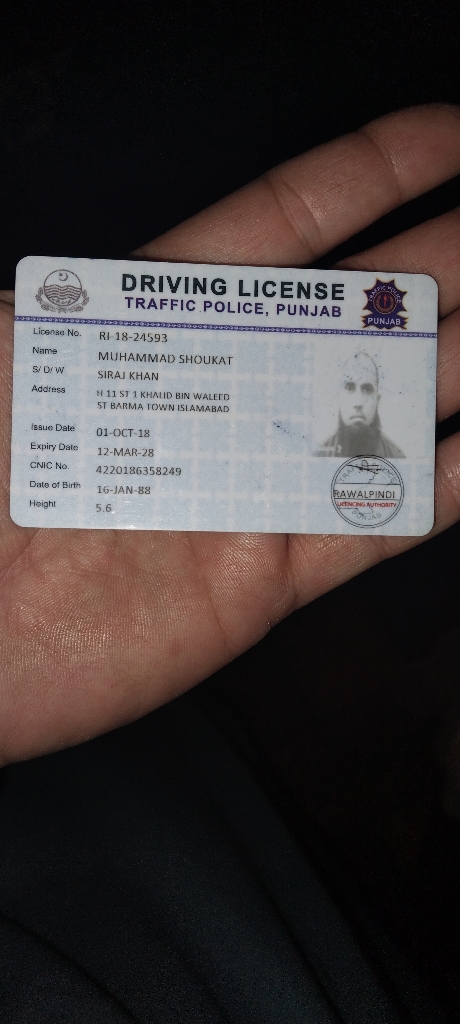 DRIVING LICENSE
TRAFFIC POLICE, PUNJAB
PUNJAB
License No. RI-18-24593
Name MUHAMMAD SHOUKAT
S/ D/ W SIRAJ KHAN
Address H 11 ST 1 KHALID BIN WALEED
ST BARMA TOWN ISLAMABAD
Issue Date 01-OCT-18
Expiry Date 12-MAR-28
CNIC No. 4220186358249
Date of Birth 16-JAN-88
Height 5.6
RAWALPINDI
LICENCING AUTHORITY
PUNJAB